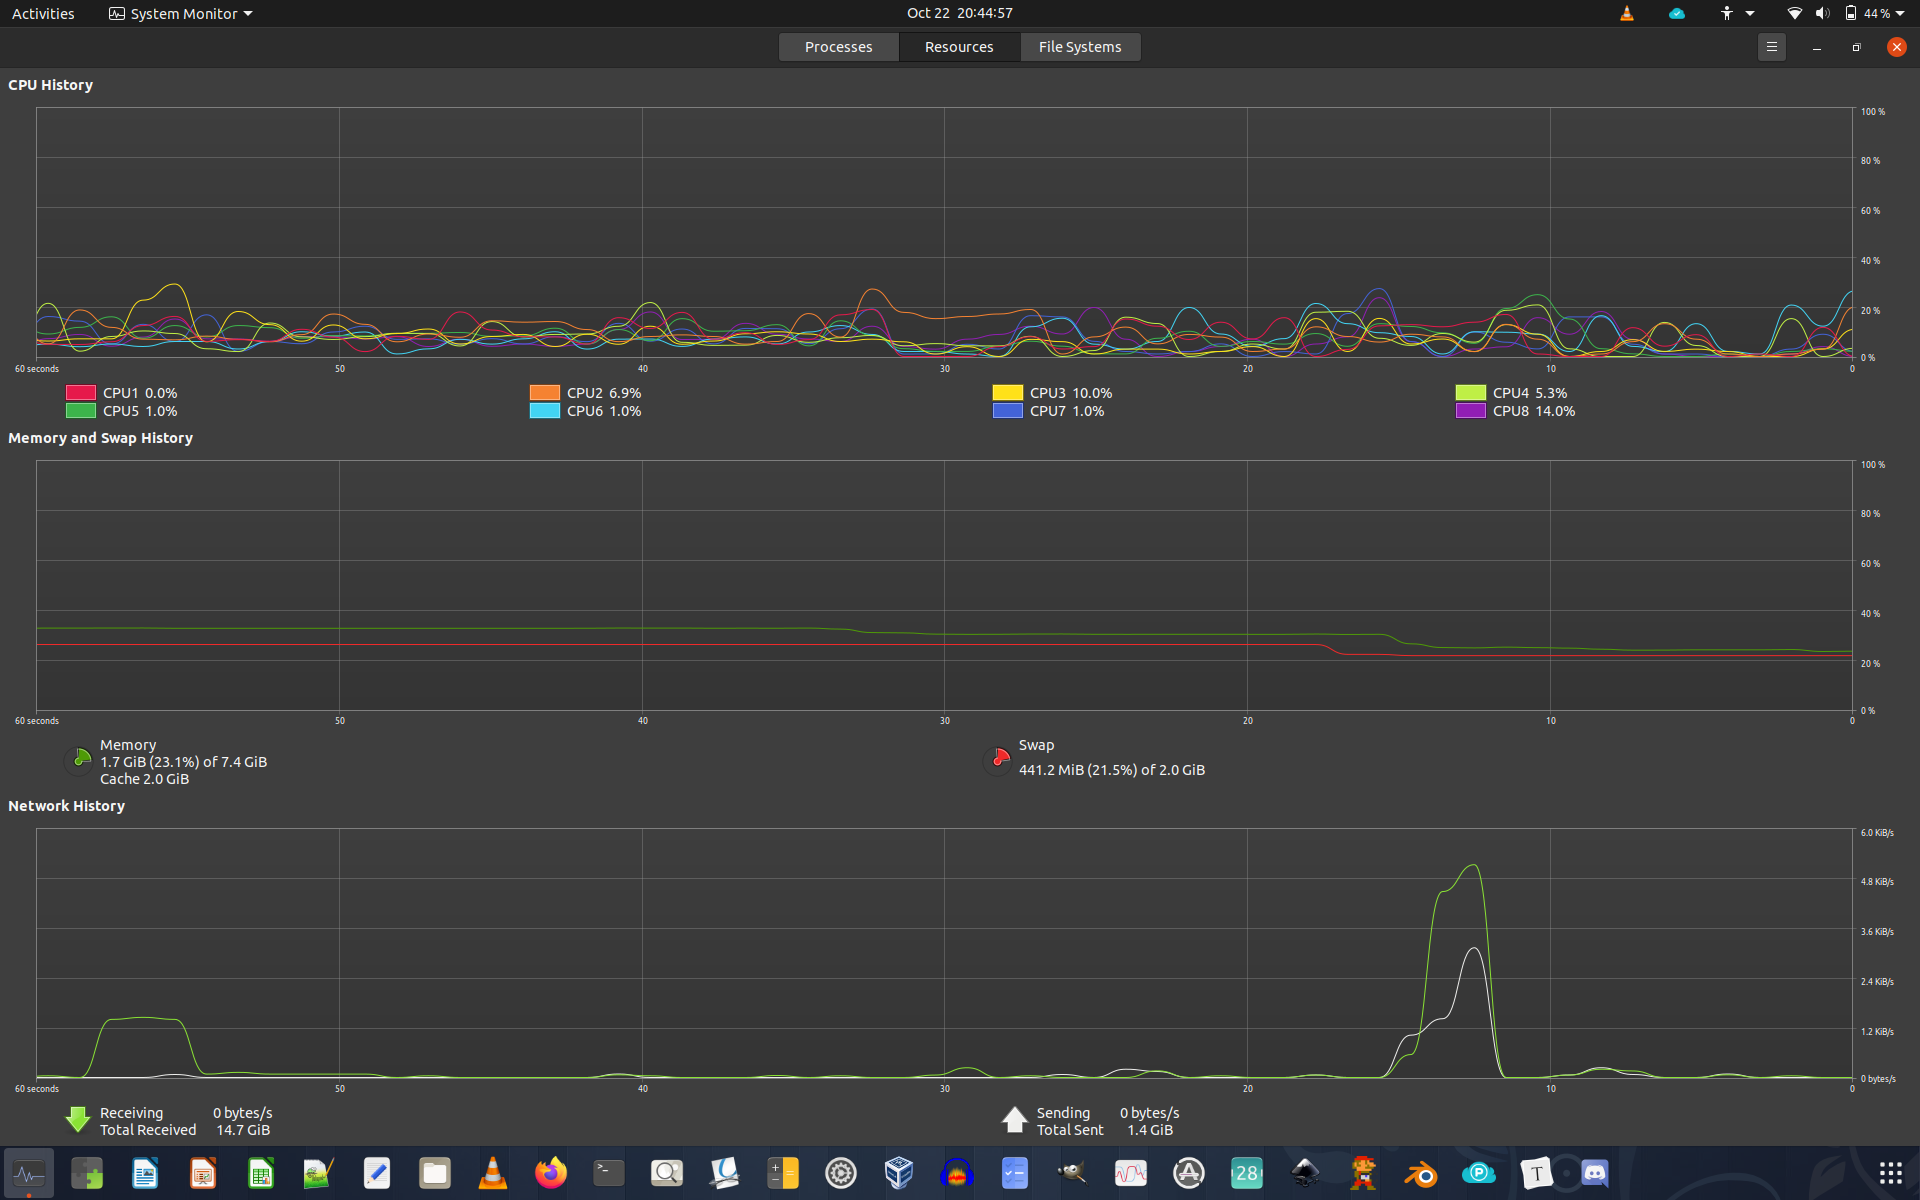 Activities System Monitor Oct 22 20:44:57 44 %
Processes Resources File Systems
CPU History
100 %
80 %
60 %
40 %
20 %
0 %
60 seconds 50 40 30 20 10 0
CPU1 0.0% CPU2 6.9% CPU3 10.0% CPU4 5.3%
CPU5 1.0% CPU6 1.0% CPU7 1.0% CPU8 14.0%
Memory and Swap History
100 %
80 %
60 %
40 %
20 %
0 %
60 seconds 50 40 30 20 10 0
Memory
1.7 GiB (23.1%) of 7.4 GiB
Cache 2.0 GiB
Swap
441.2 MiB (21.5%) of 2.0 GiB
Network History
6.0 KiB/s
4.8 KiB/s
3.6 KiB/s
2.4 KiB/s
1.2 KiB/s
0 bytes/s
60 seconds 50 40 30 20 10 0
Receiving 0 bytes/s Sending 0 bytes/s
Total Received 14.7 GiB Total Sent 1.4 GiB
28 T